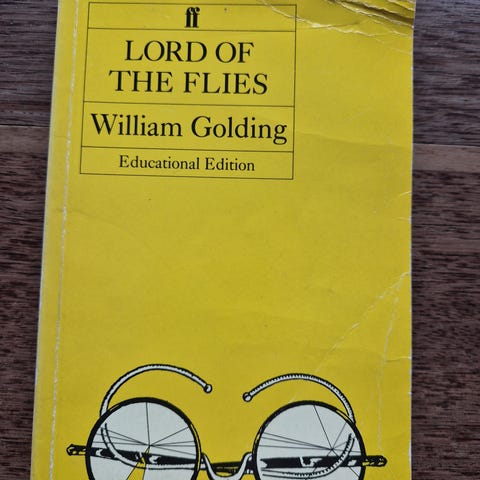 ff
LORD OF
THE FLIES
William Golding
Educational Edition